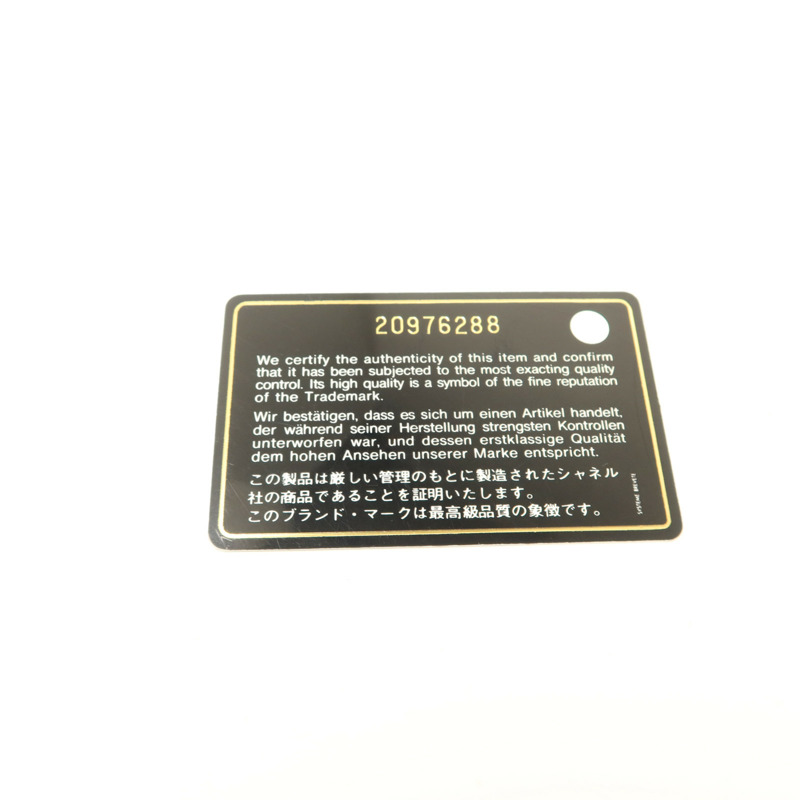 20976288
We certify the authenticity of this item and confirm
that it has been subjected to the most exacting quality
control. Its high quality is a symbol of the fine reputation
of the Trademark.
Wir bestätigen, dass es sich um einen Artikel handelt,
der während seiner Herstellung strengsten Kontrollen
unterworfen war, und dessen erstklassige Qualität
dem hohen Ansehen unserer Marke entspricht.
この製品は厳しい管理のもとに製造されたシャネル
社の商品であることを証明いたします。
このブランド・マークは最高級品質の象徴です。
SYSTEME BREVETE